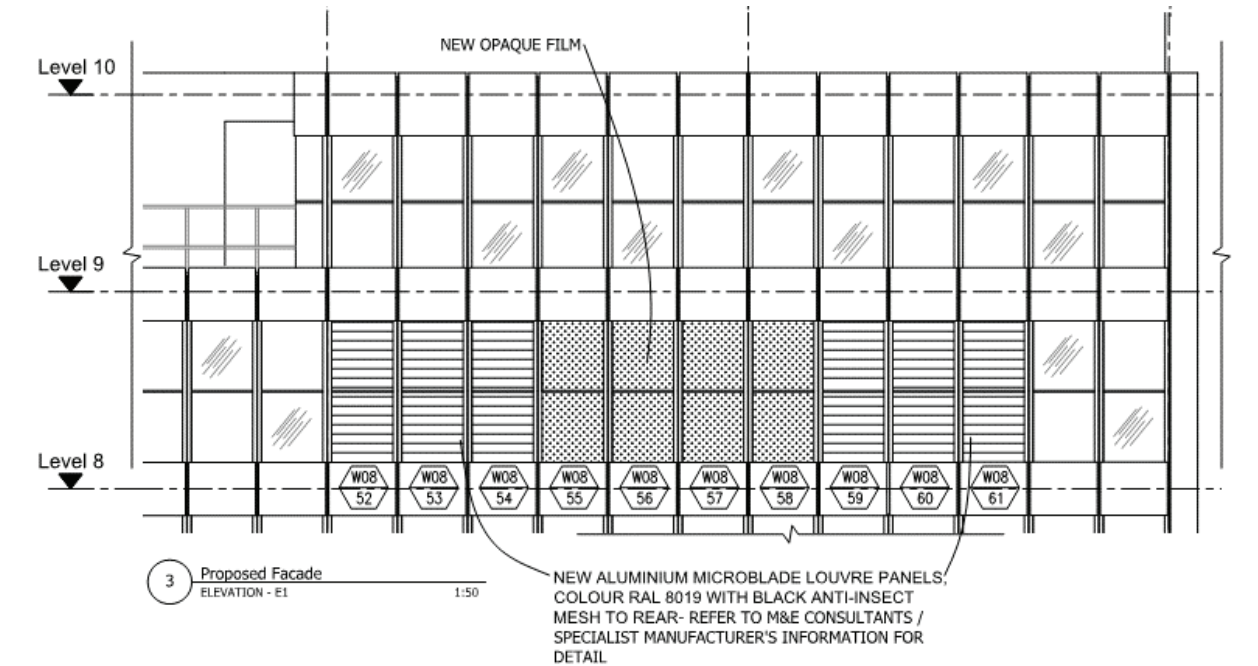 NEW OPAQUE FILM
Level 10
Level 9
Level 8
W08
52
W08
53
W08
54
W08
55
W08
56
W08
57
W08
58
W08
59
W08
60
W08
61
3
Proposed Facade
ELEVATION - E1
1:50
NEW ALUMINIUM MICROBLADE LOUVRE PANELS,
COLOUR RAL 8019 WITH BLACK ANTI-INSECT
MESH TO REAR- REFER TO M&E CONSULTANTS /
SPECIALIST MANUFACTURER'S INFORMATION FOR
DETAIL